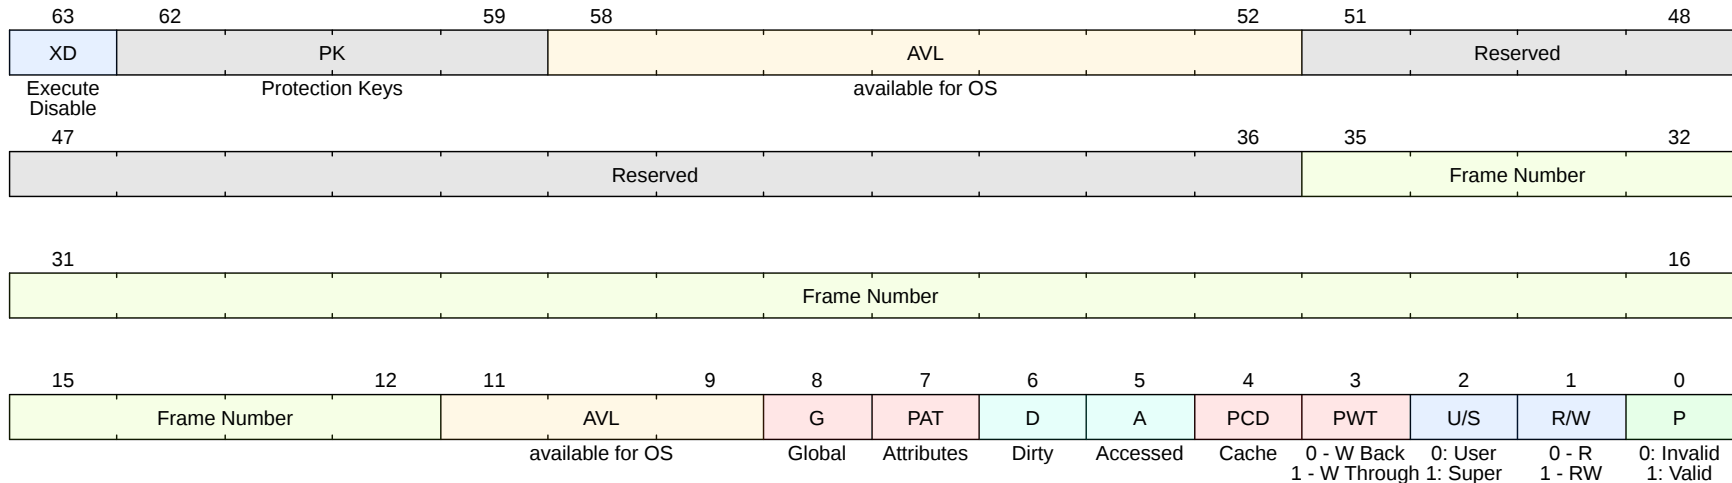 63 62 59 58 52 51 48
XD PK AVL Reserved
Execute Protection Keys available for OS
Disable
47 36 35 32
Reserved Frame Number
31 16
Frame Number
15 12 11 9 8 7 6 5 4 3 2 1 0
Frame Number AVL G PAT D A PCD PWT U/S R/W P
available for OS Global Attributes Dirty Accessed Cache 0 - W Back 0: User 0 - R 0: Invalid
1 - W Through 1: Super 1 - RW 1: Valid